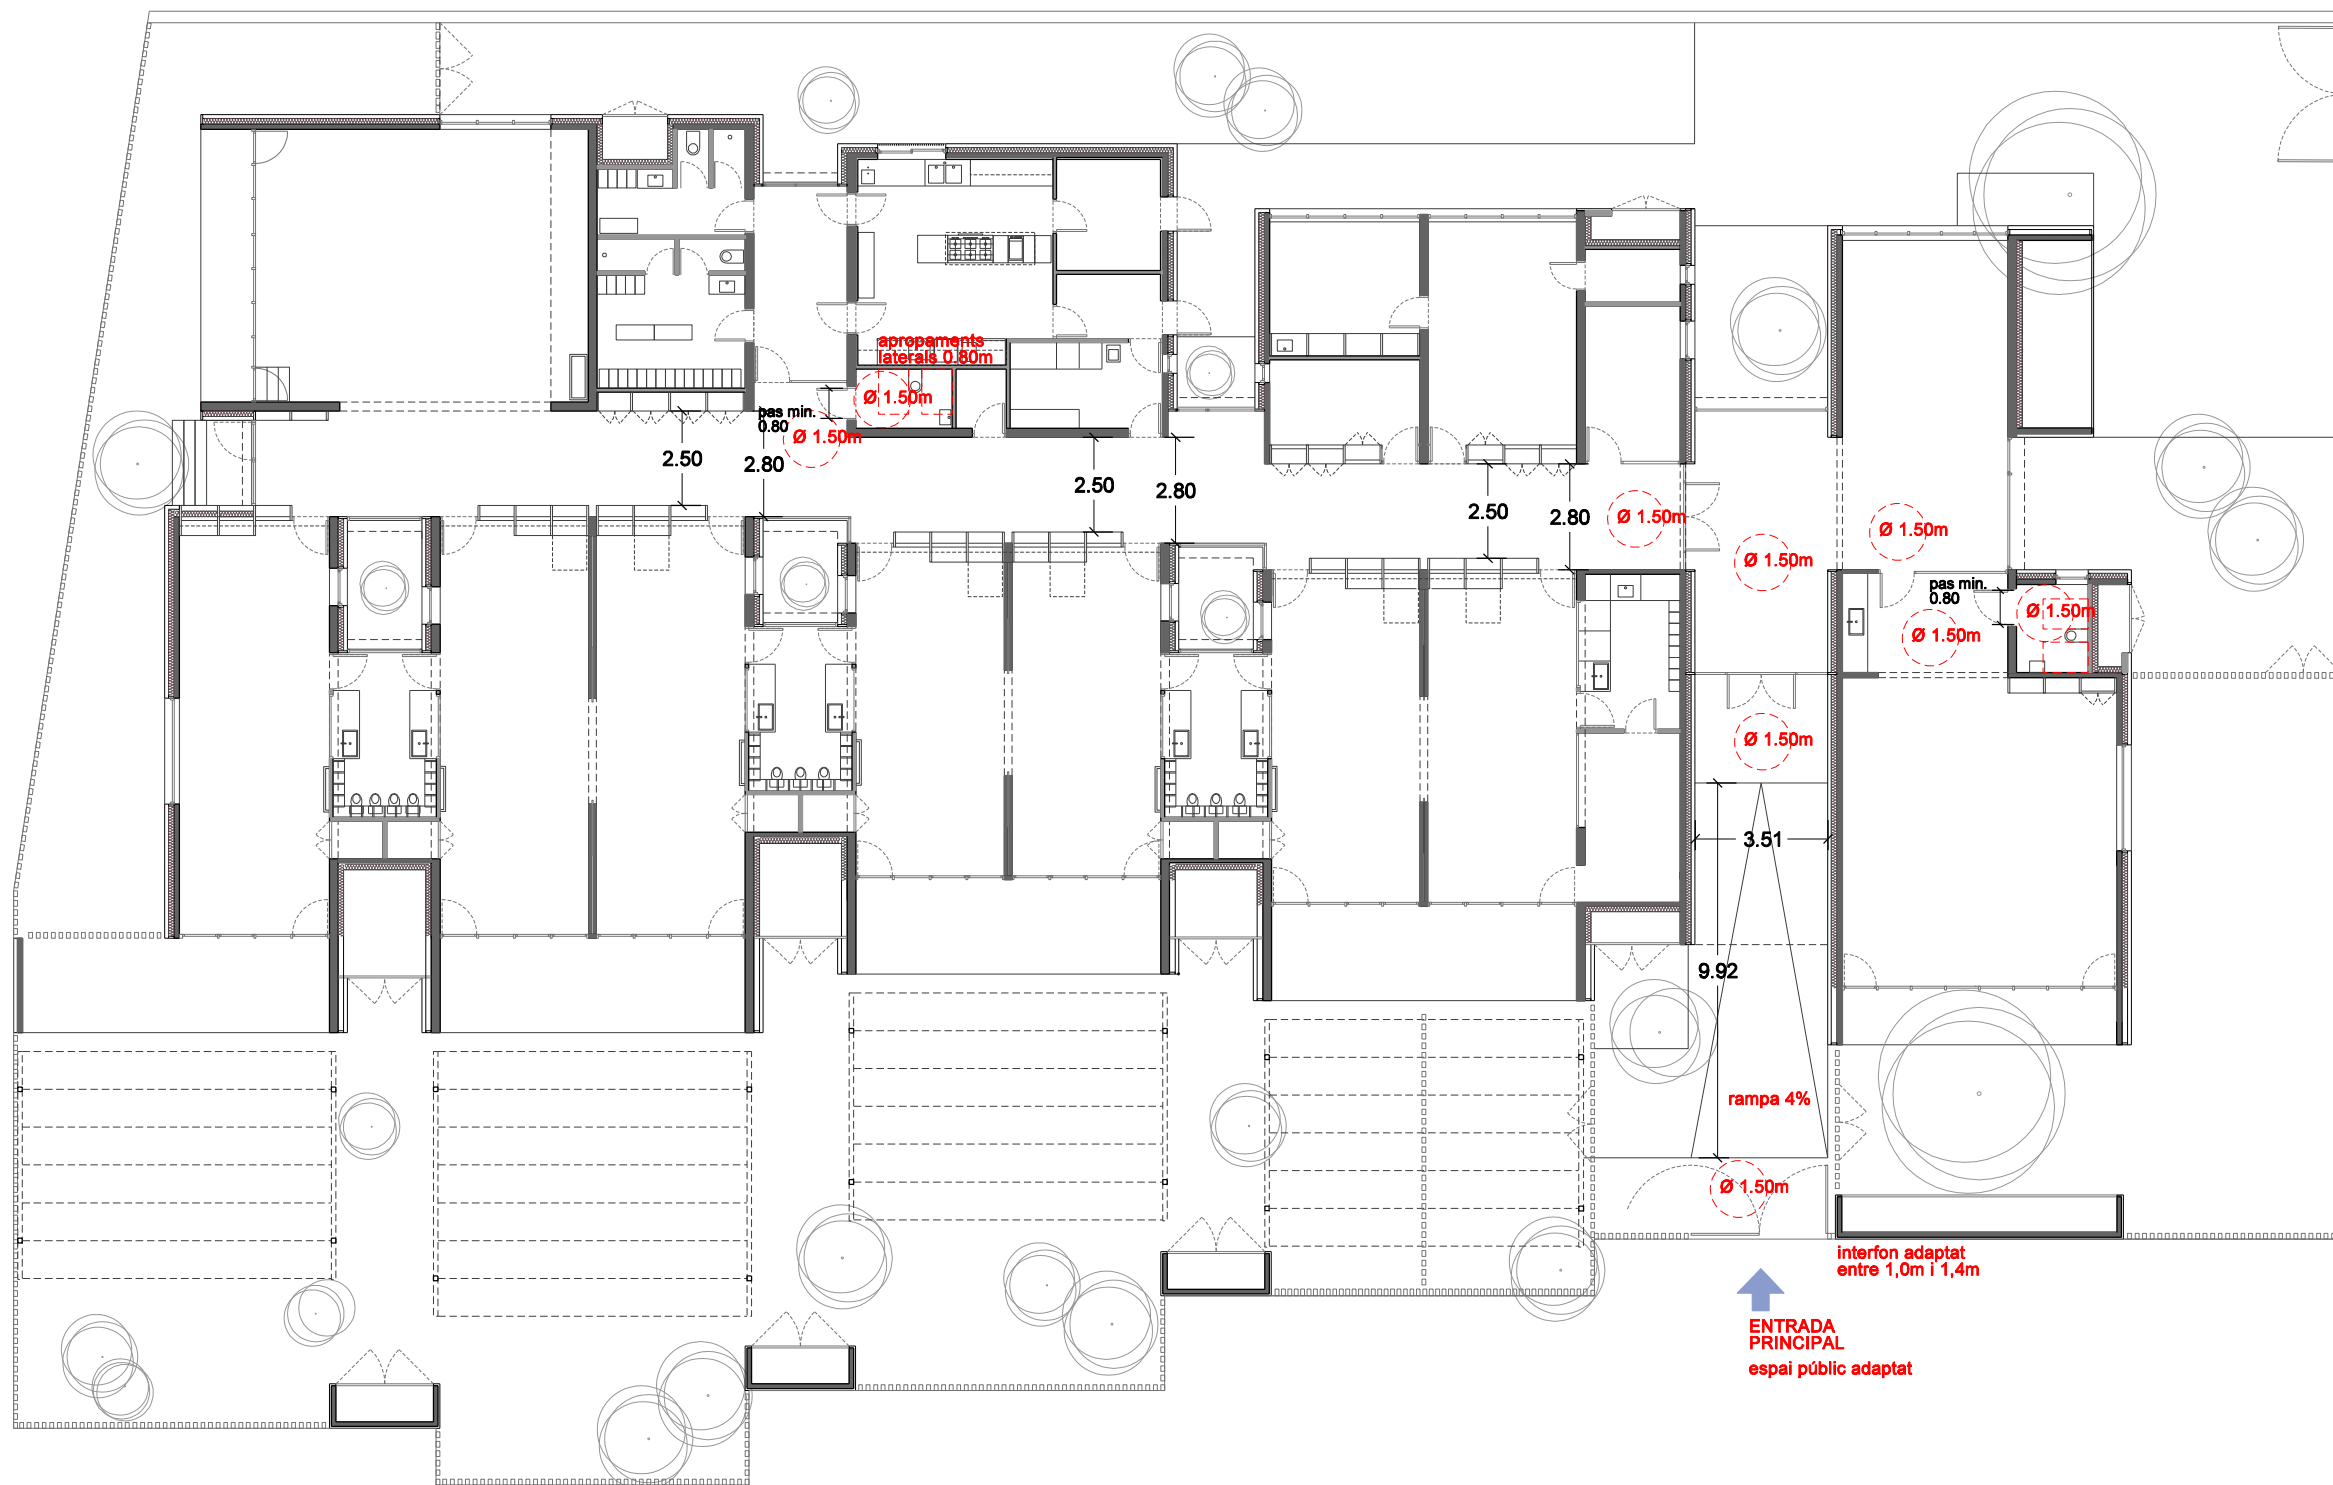 apropaments
laterals 0.80m
Ø 1.50m
pas min.
0.80
Ø 1.50m
2.50
2.80
2.50
2.80
2.50
2.80
Ø 1.50m
Ø 1.50m
Ø 1.50m
pas min.
0.80
Ø 1.50m
Ø 1.50m
Ø 1.50m
3.51
9.92
rampa 4%
Ø 1.50m
interfon adaptat
entre 1,0m i 1,4m
ENTRADA
PRINCIPAL
espai públic adaptat